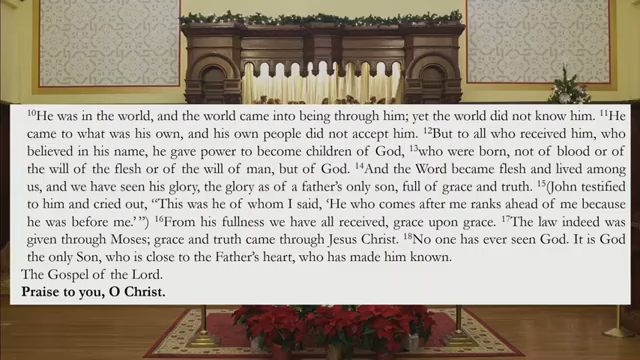 ¹⁰He was in the world, and the world came into being through him; yet the world did not know him. ¹¹He
came to what was his own, and his own people did not accept him. ¹²But to all who received him, who
believed in his name, he gave power to become children of God, ¹³who were born, not of blood or of
the will of the flesh or of the will of man, but of God. ¹⁴And the Word became flesh and lived among
us, and we have seen his glory, the glory as of a father’s only son, full of grace and truth. ¹⁵(John testified
to him and cried out, “This was he of whom I said, ‘He who comes after me ranks ahead of me because
he was before me.’ ”) ¹⁶From his fullness we have all received, grace upon grace. ¹⁷The law indeed was
given through Moses; grace and truth came through Jesus Christ. ¹⁸No one has ever seen God. It is God
the only Son, who is close to the Father’s heart, who has made him known.
The Gospel of the Lord.
Praise to you, O Christ.